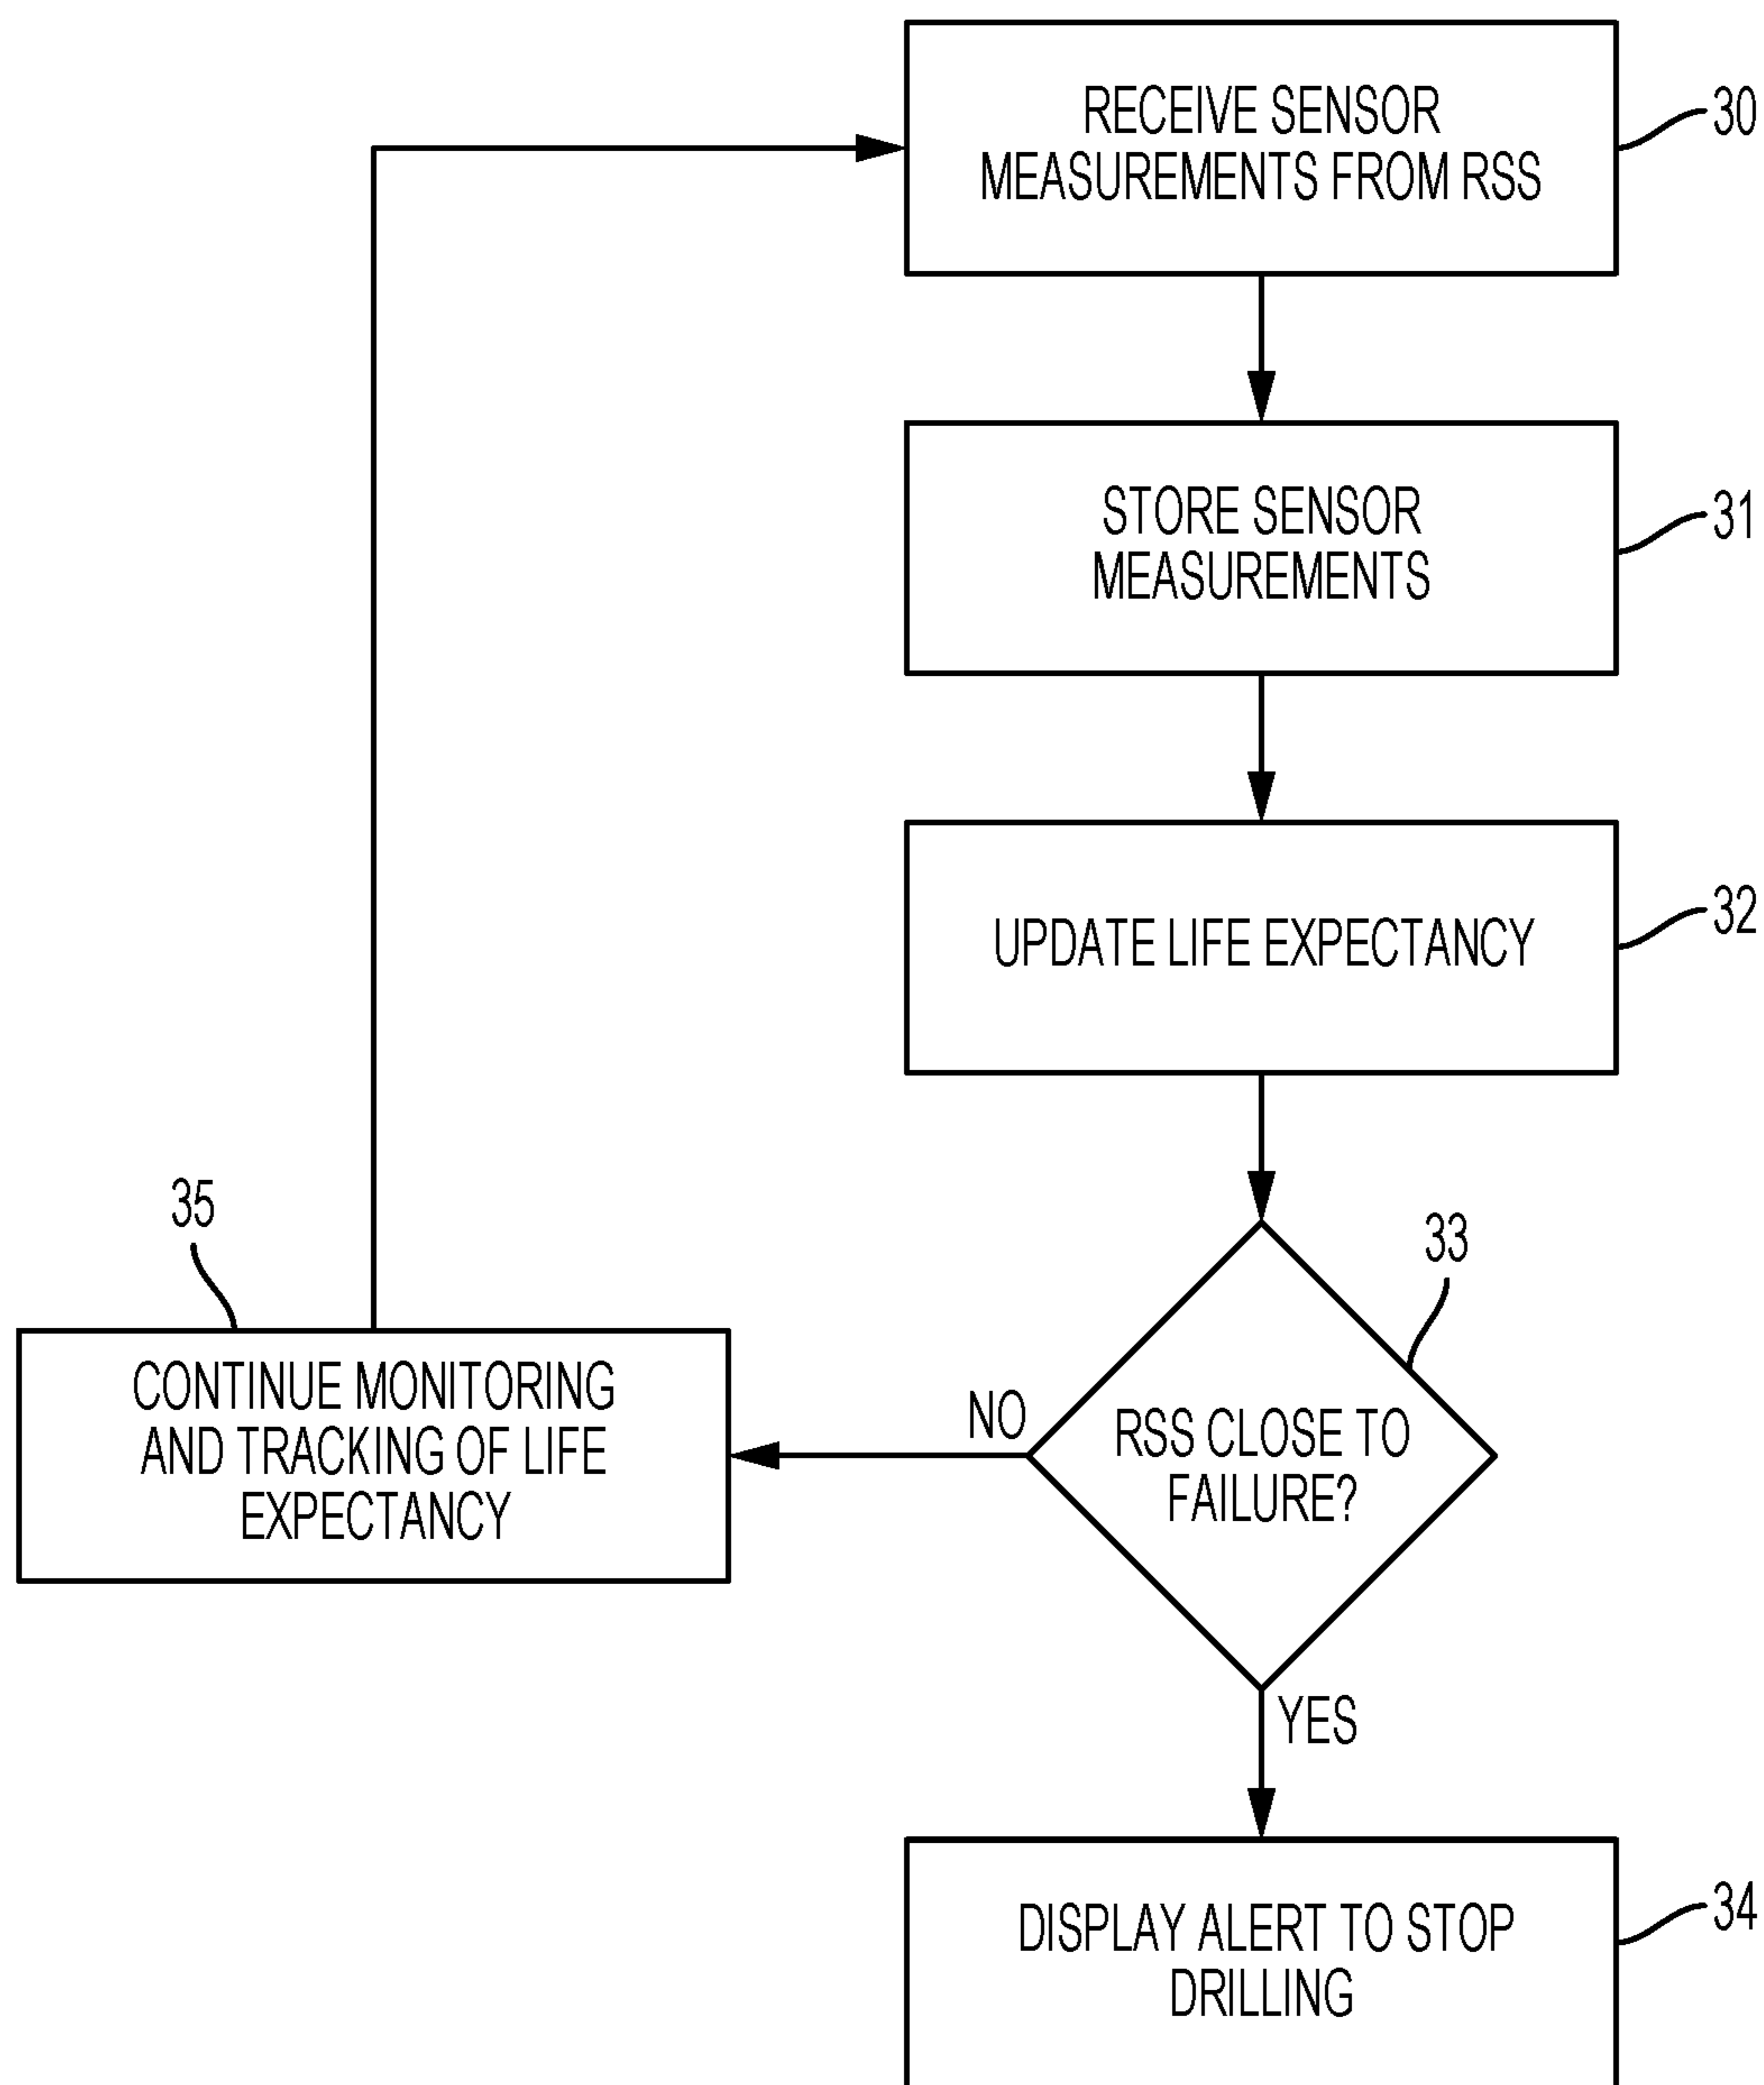 RECEIVE SENSOR
MEASUREMENTS FROM RSS
30
STORE SENSOR
MEASUREMENTS
31
UPDATE LIFE EXPECTANCY
32
35
33
CONTINUE MONITORING
AND TRACKING OF LIFE
EXPECTANCY
NO
RSS CLOSE TO
FAILURE?
YES
DISPLAY ALERT TO STOP
DRILLING
34